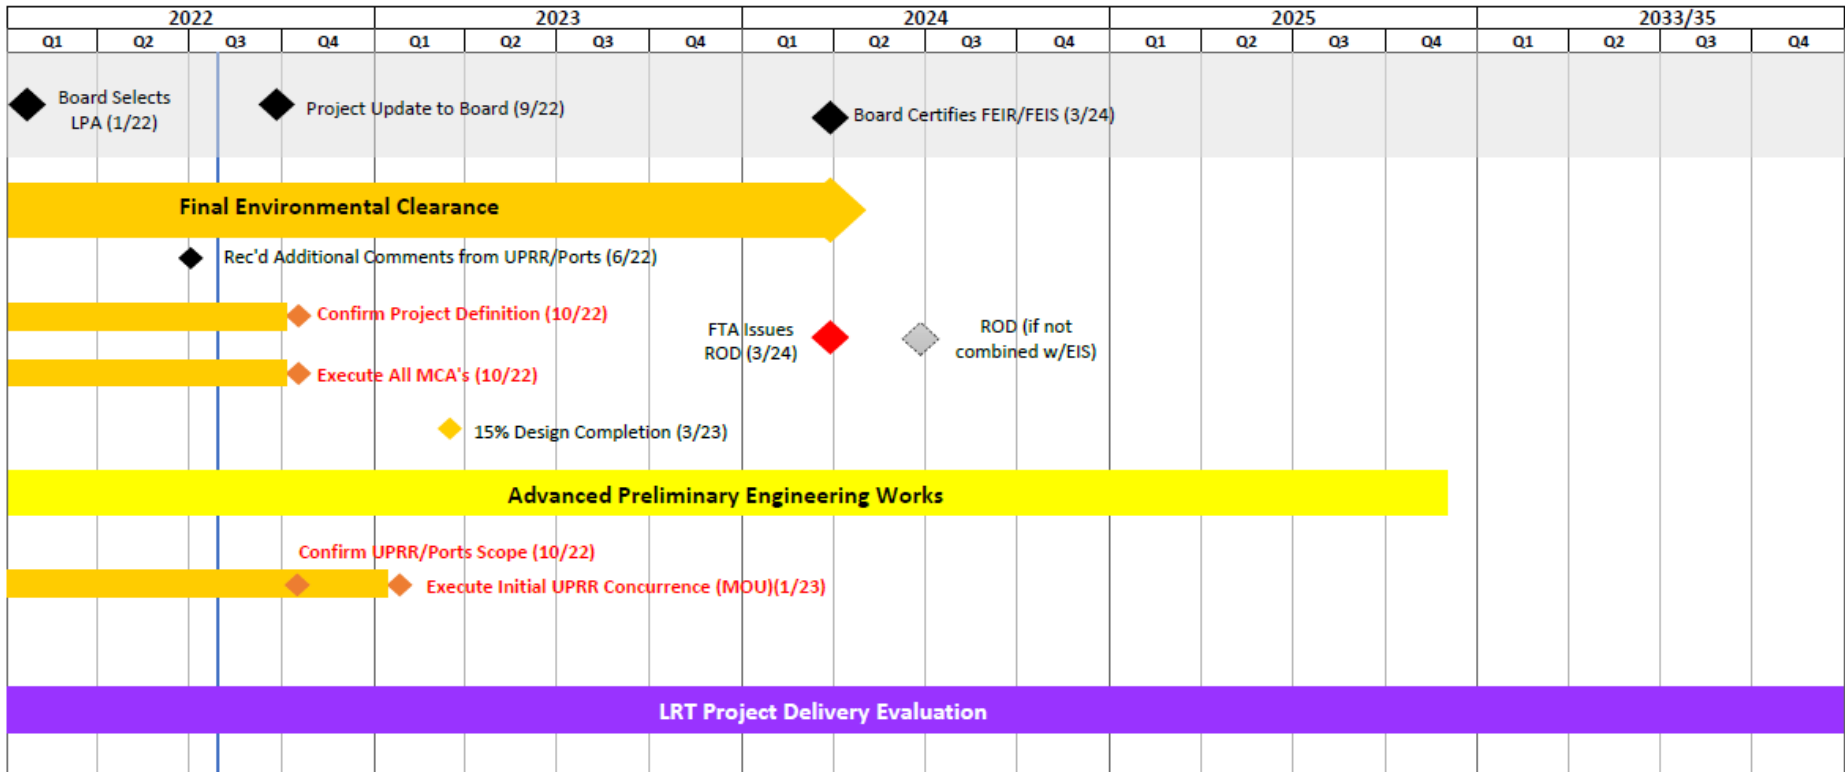 2022 2023 2024 2025 2033/35
Q1 Q2 Q3 Q4 Q1 Q2 Q3 Q4 Q1 Q2 Q3 Q4 Q1 Q2 Q3 Q4 Q1 Q2 Q3 Q4
Board Selects
LPA (1/22)
Project Update to Board (9/22)
Board Certifies FEIR/FEIS (3/24)
Final Environmental Clearance
Rec'd Additional Comments from UPRR/Ports (6/22)
Confirm Project Definition (10/22)
FTA Issues
ROD (3/24)
ROD (if not
combined w/EIS)
Execute All MCA's (10/22)
15% Design Completion (3/23)
Advanced Preliminary Engineering Works
Confirm UPRR/Ports Scope (10/22)
Execute Initial UPRR Concurrence (MOU)(1/23)
LRT Project Delivery Evaluation